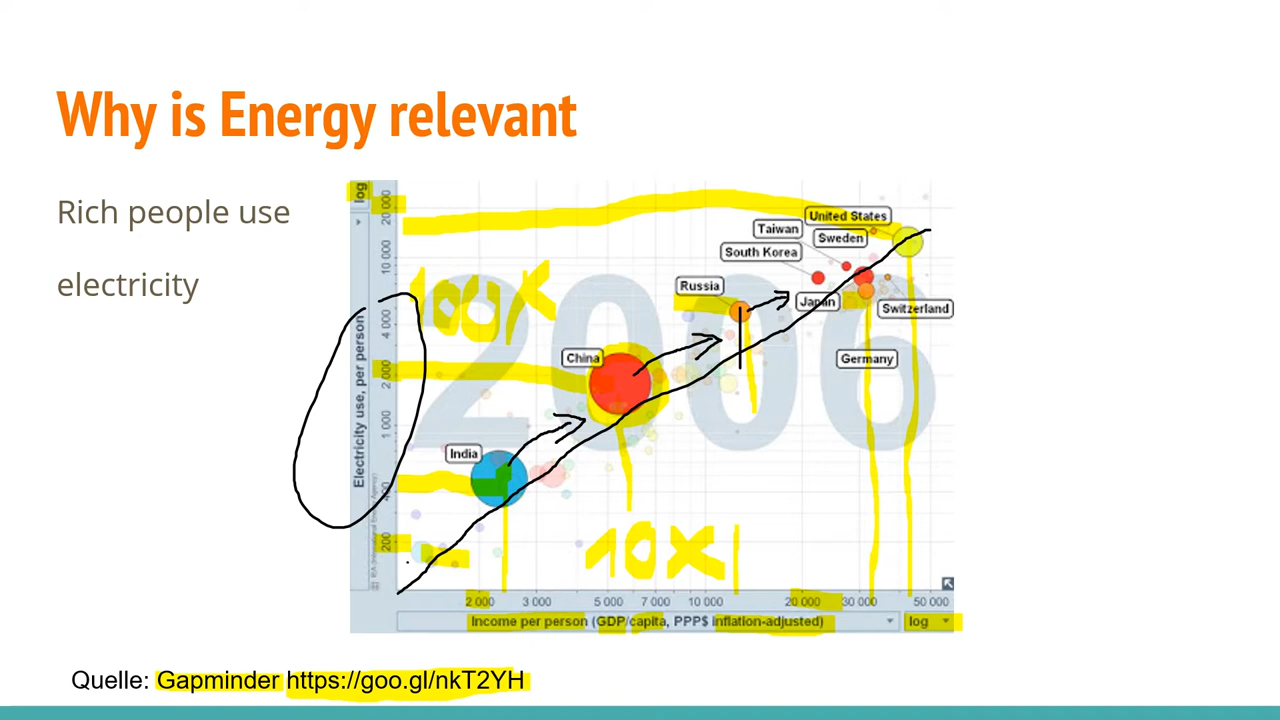 Why is Energy relevant
Rich people use
electricity
log
Electricity use, per person
20 000
10 000
4 000
2 000
1 000
400
200
2006
100x
10x
United States
Taiwan
Sweden
South Korea
Russia
Japan
Switzerland
China
Germany
India
2 000 3 000 5 000 7 000 10 000 20 000 30 000 50 000
Income per person (GDP/capita, PPP$ inflation-adjusted) log
Quelle: Gapminder https://goo.gl/nkT2YH